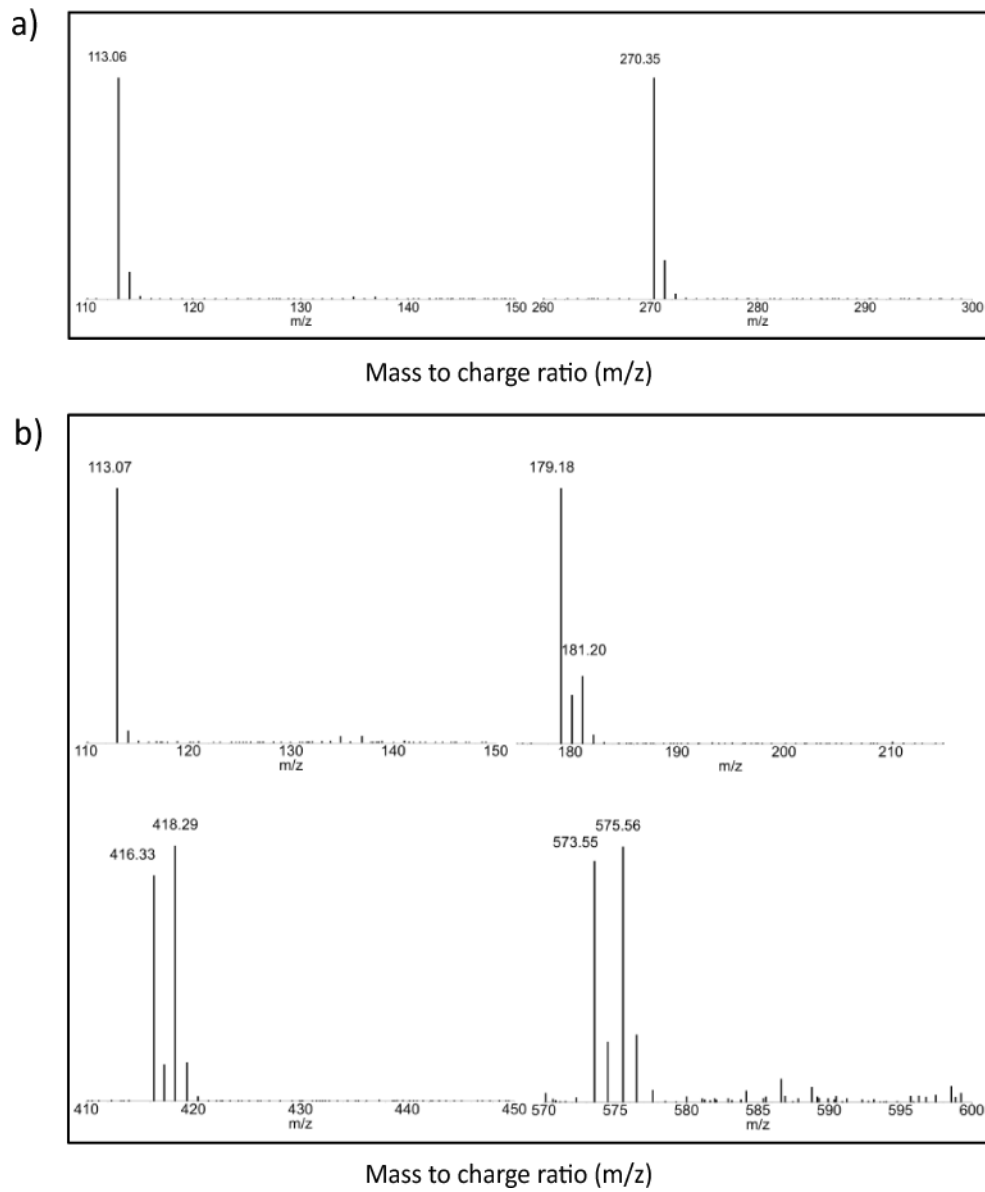 a)
113.06 270.35
110 120 130 140 150 260 270 280 290 300
m/z m/z
Mass to charge ratio (m/z)
b)
113.07 179.18
181.20
110 120 130 140 150 180 190 200 210
m/z m/z
418.29 575.56
416.33 573.55
410 420 430 440 450 570 575 580 585 590 595 600
m/z m/z
Mass to charge ratio (m/z)